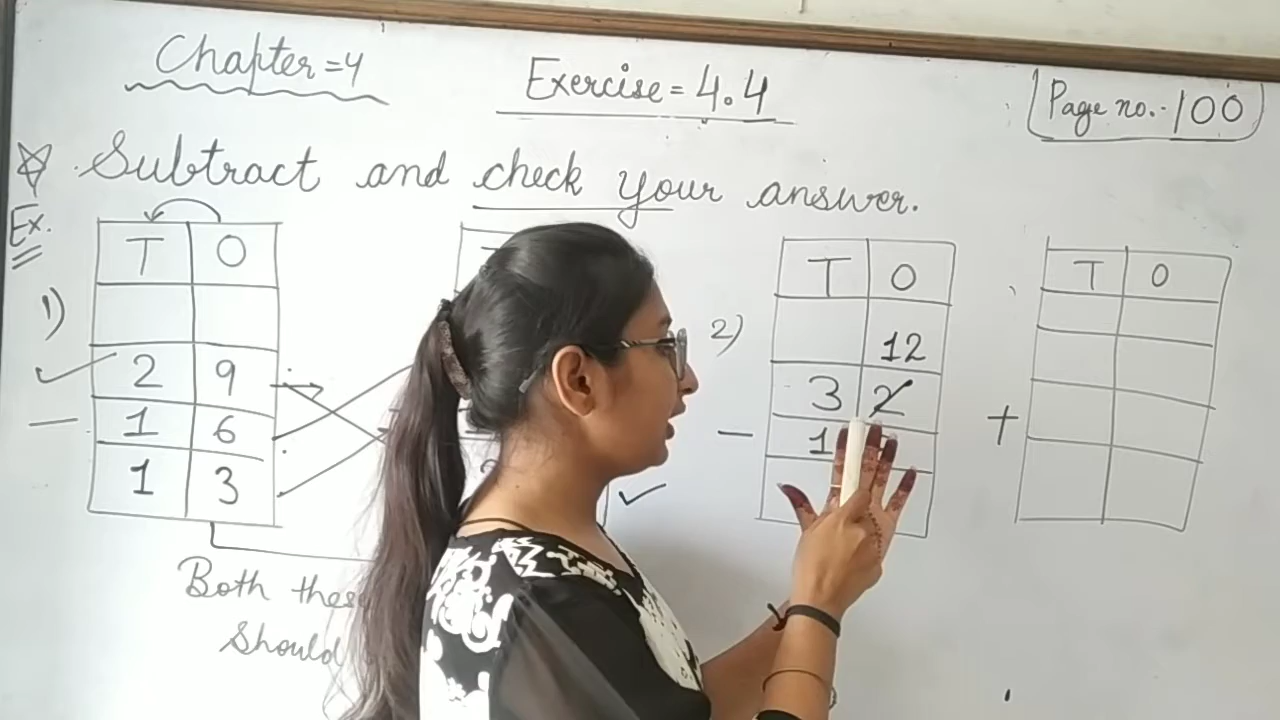 Chapter = 4
Exercise = 4.4
Page no.. 100
Subtract and check your answer.
Ex.
1)
T O
2 9
- 1 6
1 3
2)
T O
12
3 2
- 1
T O
+
Both these
Should